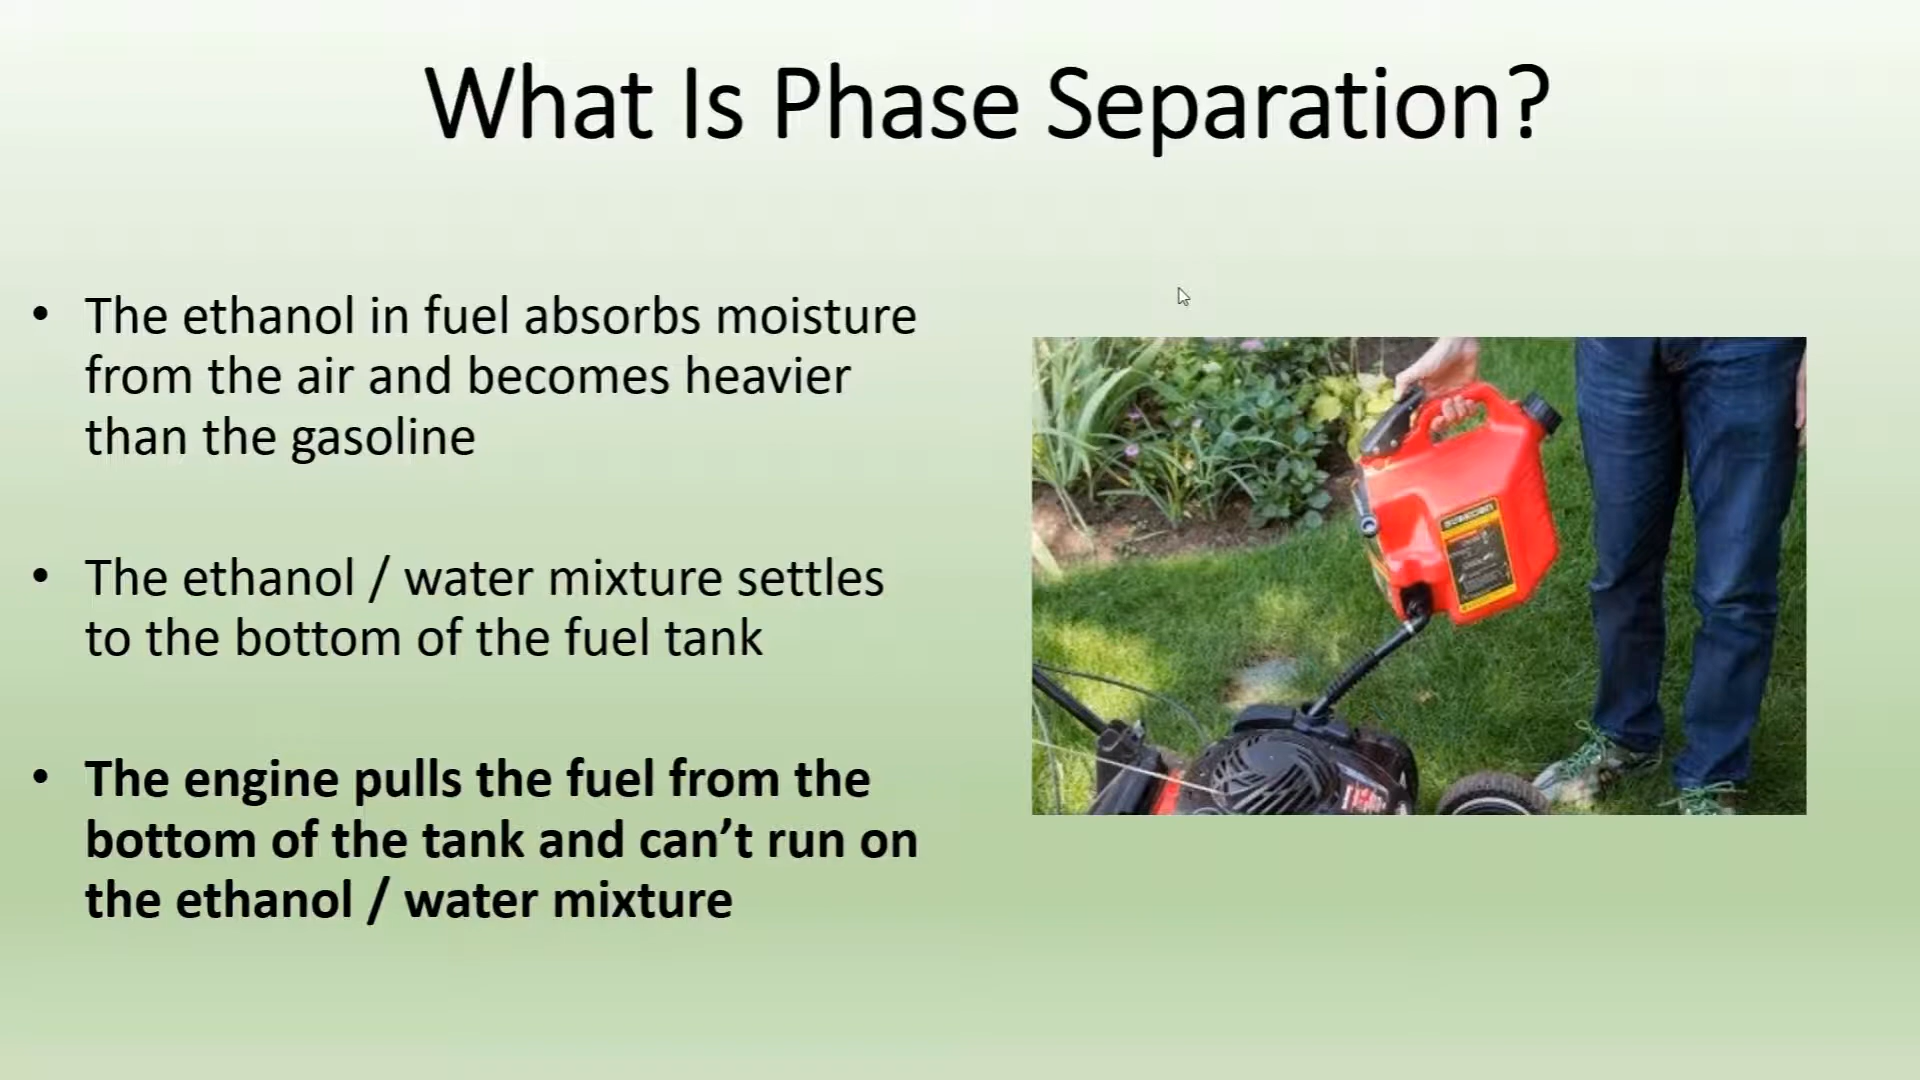 What Is Phase Separation?
• The ethanol in fuel absorbs moisture
from the air and becomes heavier
than the gasoline
• The ethanol / water mixture settles
to the bottom of the fuel tank
• The engine pulls the fuel from the
bottom of the tank and can’t run on
the ethanol / water mixture